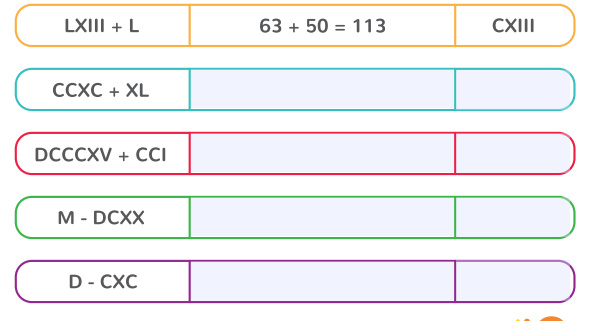 LXIII + L 63 + 50 = 113 CXIII
CCXC + XL
DCCCXV + CCI
M - DCXX
D - CXC